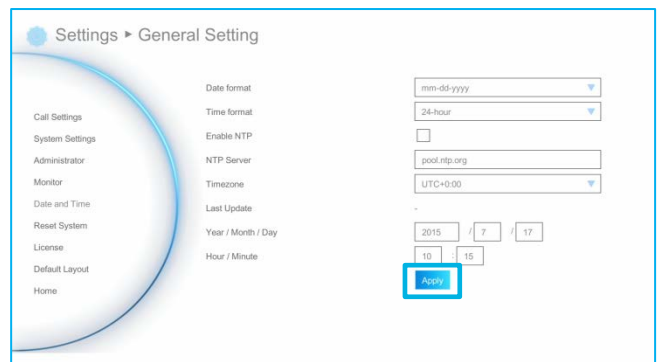 Settings ▸ General Setting
Date format mm-dd-yyyy
Time format 24-hour
Enable NTP
NTP Server pool.ntp.org
Timezone UTC+0:00
Last Update -
Year / Month / Day 2015 / 7 / 17
Hour / Minute 10 : 15
Apply
Call Settings
System Settings
Administrator
Monitor
Date and Time
Reset System
License
Default Layout
Home